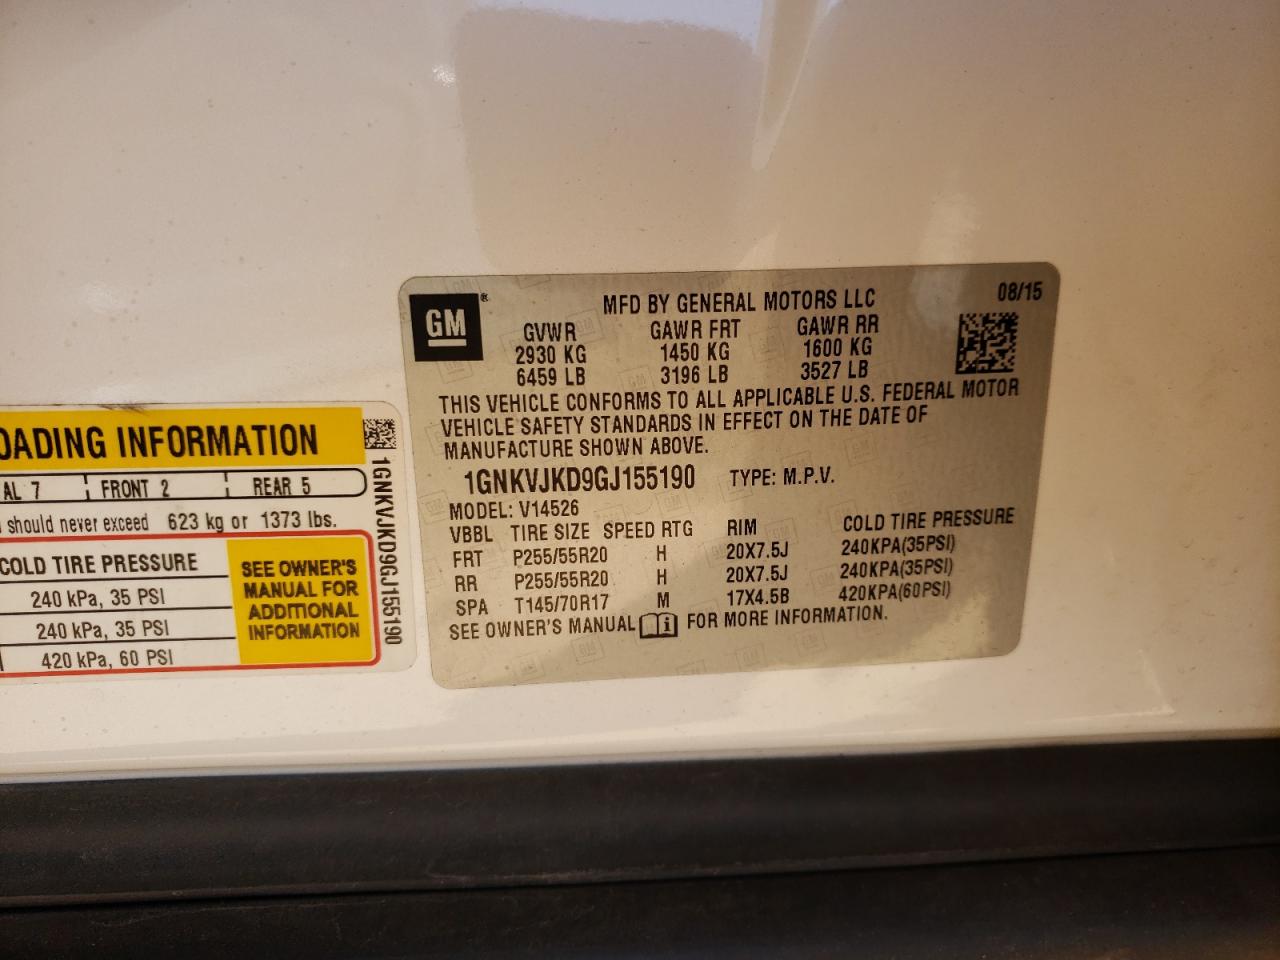 OADING INFORMATION
AL 7 FRONT 2 REAR 5
should never exceed 623 kg or 1373 lbs.
COLD TIRE PRESSURE
240 kPa, 35 PSI
240 kPa, 35 PSI
420 kPa, 60 PSI
SEE OWNER'S
MANUAL FOR
ADDITIONAL
INFORMATION
1GNKVJKD9GJ155190
GM ®
MFD BY GENERAL MOTORS LLC 08/15
GVWR GAWR FRT GAWR RR
2930 KG 1450 KG 1600 KG
6459 LB 3196 LB 3527 LB
THIS VEHICLE CONFORMS TO ALL APPLICABLE U.S. FEDERAL MOTOR
VEHICLE SAFETY STANDARDS IN EFFECT ON THE DATE OF
MANUFACTURE SHOWN ABOVE.
1GNKVJKD9GJ155190 TYPE: M.P.V.
MODEL: V14526
VBBL TIRE SIZE SPEED RTG RIM COLD TIRE PRESSURE
FRT P255/55R20 H 20X7.5J 240KPA(35PSI)
RR P255/55R20 H 20X7.5J 240KPA(35PSI)
SPA T145/70R17 M 17X4.5B 420KPA(60PSI)
SEE OWNER'S MANUAL FOR MORE INFORMATION.